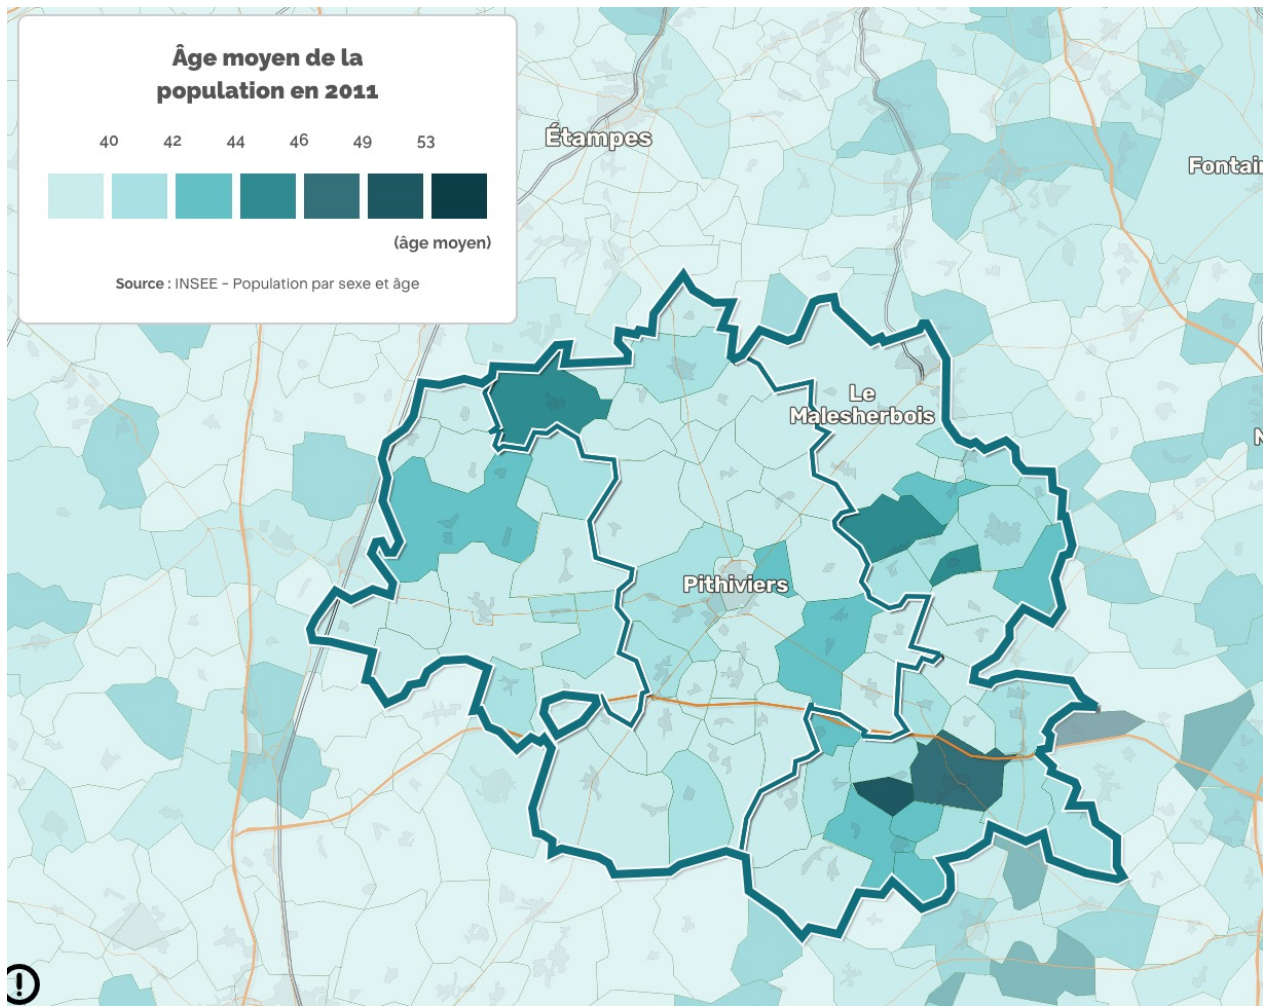 Âge moyen de la
population en 2011
40 42 44 46 49 53
(âge moyen)
Source : INSEE - Population par sexe et âge
Étampes
Fontai
Le
Malesherbois
Pithiviers